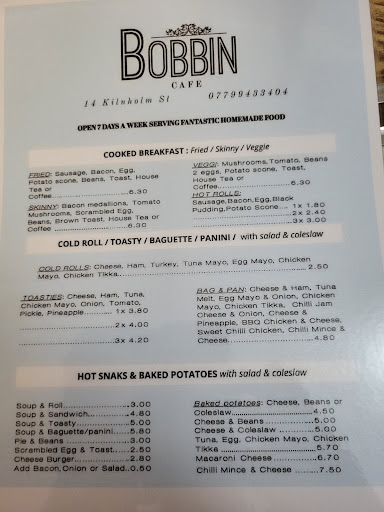 BOBBIN
CAFE
14 Kilnholm St 07799433404
OPEN 7 DAYS A WEEK SERVING FANTASTIC HOMEMADE FOOD
COOKED BREAKFAST : Fried / Skinny / Veggie
FRIED: Sausage, Bacon, Egg,
Potato scone, Beans, Toast, House
Tea or
Coffee..........................6.30
SKINNY: Bacon medallions, Tomato
Mushrooms, Scrambled Egg,
Beans, Brown Toast, House Tea or
Coffee ..........................6.30
VEGGI: Mushrooms,Tomato, Beans
2 eggs, Potato scone, Toast,
House Tea or
Coffee..........................6.30
HOT ROLLS:
Sausage,Bacon,Egg,Black
Pudding,Potato Scone.... 1x 1.80
..........................2x 2.40
..........................3x 3.00
COLD ROLL / TOASTY / BAGUETTE / PANINI / with salad & coleslaw
COLD ROLLS: Cheese, Ham, Turkey, Tuna Mayo, Egg Mayo, Chicken
Mayo, Chicken Tikka..........................2.50
TOASTIES: Cheese, Ham, Tuna,
Chicken Mayo, Onion, Tomato,
Pickle, Pineapple..........1x 3.80
..........................2x 4.00
..........................3x 4.20
BAG & PAN: Cheese & Ham, Tuna
Melt, Egg Mayo & Onion, Chicken
Mayo, Chicken Tikka, Chilli Jam
Cheese & Onion, Cheese &
Pineapple, BBQ Chicken & Cheese,
Sweet Chilli Chicken, Chilli Mince &
Cheese..........................4.80
HOT SNAKS & BAKED POTATOES with salad & coleslaw
Soup & Roll..................3.00
Soup & Sandwich...........4.80
Soup & Toasty...............5.00
Soup & Baguette/panini....5.80
Pie & Beans ..................3.00
Scrambled Egg & Toast....2.50
Cheese Burger...............2.80
Add Bacon,Onion or Salad..0.50
Baked potatoes: Cheese, Beans or
Coleslaw..........................4.50
Cheese & Beans ...............5.00
Cheese & Coleslaw ............5.00
Tuna, Egg, Chicken Mayo, Chicken
Tikka ..........................5.70
Macaroni Cheese ...............6.70
Chilli Mince & Cheese .........7.50